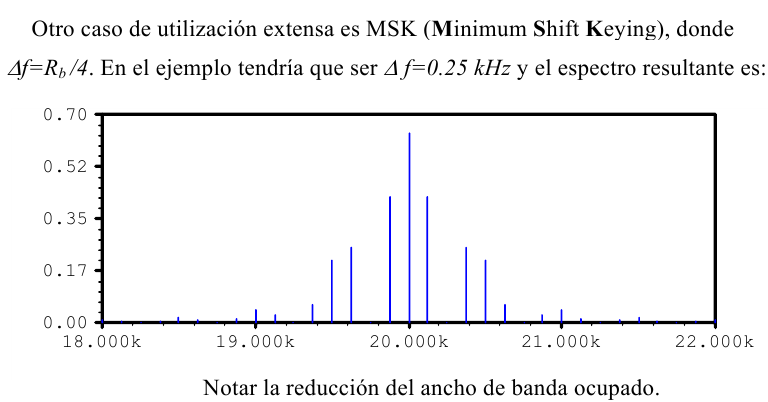 Otro caso de utilización extensa es MSK (Minimum Shift Keying), donde
Δf=R_b/4. En el ejemplo tendría que ser Δ f=0.25 kHz y el espectro resultante es:
0.70
0.52
0.35
0.17
0.00
18.000k 19.000k 20.000k 21.000k 22.000k
Notar la reducción del ancho de banda ocupado.